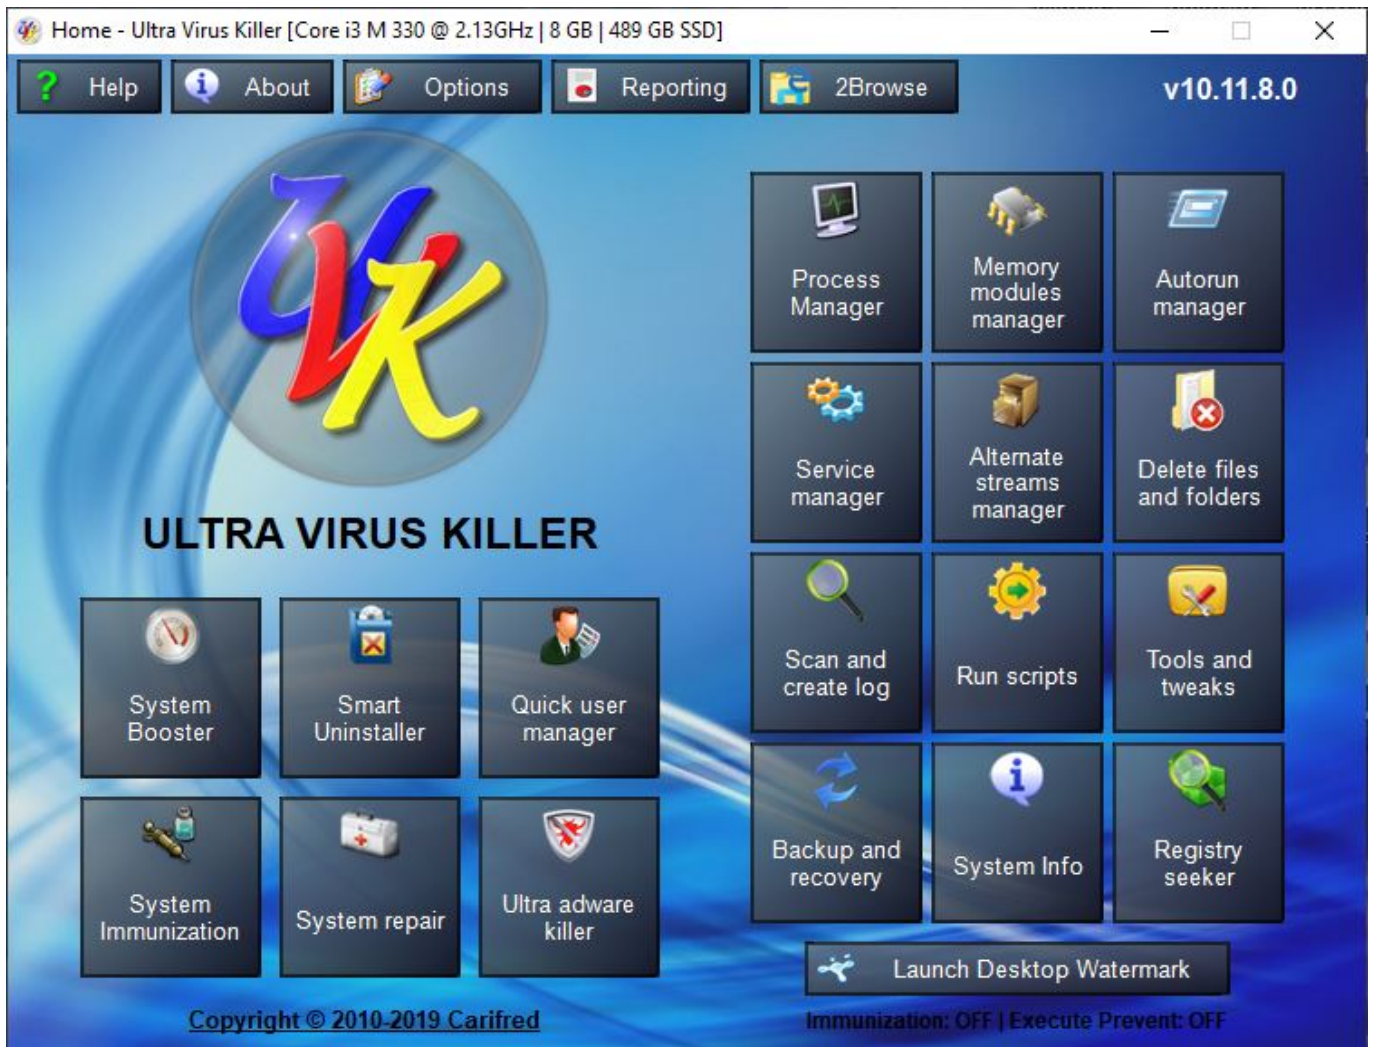 Home - Ultra Virus Killer [Core i3 M 330 @ 2.13GHz | 8 GB | 489 GB SSD]
Help
About
Options
Reporting
2Browse
v10.11.8.0
UVK
ULTRA VIRUS KILLER
System
Booster
Smart
Uninstaller
Quick user
manager
System
Immunization
System repair
Ultra adware
killer
Copyright © 2010-2019 Carifred
Process
Manager
Memory
modules
manager
Autorun
manager
Service
manager
Alternate
streams
manager
Delete files
and folders
Scan and
create log
Run scripts
Tools and
tweaks
Backup and
recovery
System Info
Registry
seeker
Launch Desktop Watermark
Immunization: OFF | Execute Prevent: OFF